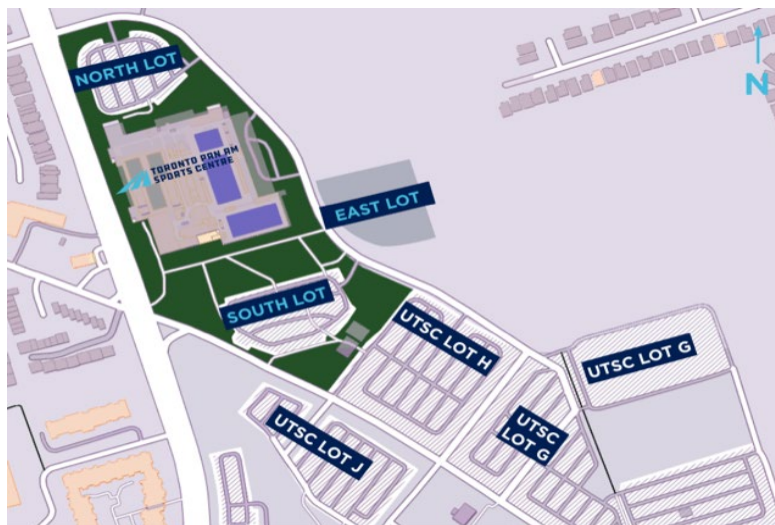 NORTH LOT
N
TORONTO PAN AM
SPORTS CENTRE
EAST LOT
SOUTH LOT
UTSC LOT H
UTSC LOT G
UTSC
LOT G
UTSC LOT J